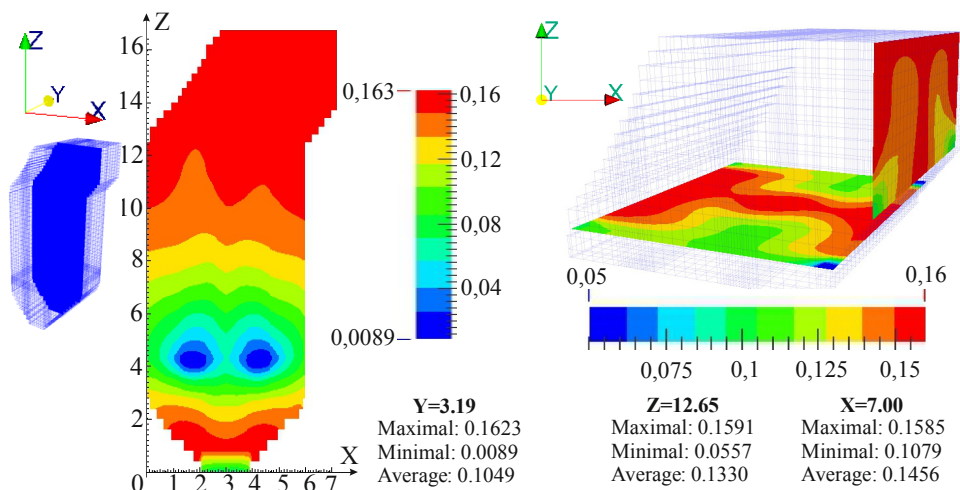 Z
Y
X
Z
16
14
12
10
8
6
4
2
0
1 2 3 4 5 6 7
X
0,163
0,16
0,12
0,08
0,04
0,0089
Z
Y
X
0,05
0,16
0,075
0,1
0,125
0,15
Y=3.19
Maximal: 0.1623
Minimal: 0.0089
Average: 0.1049
Z=12.65
Maximal: 0.1591
Minimal: 0.0557
Average: 0.1330
X=7.00
Maximal: 0.1585
Minimal: 0.1079
Average: 0.1456